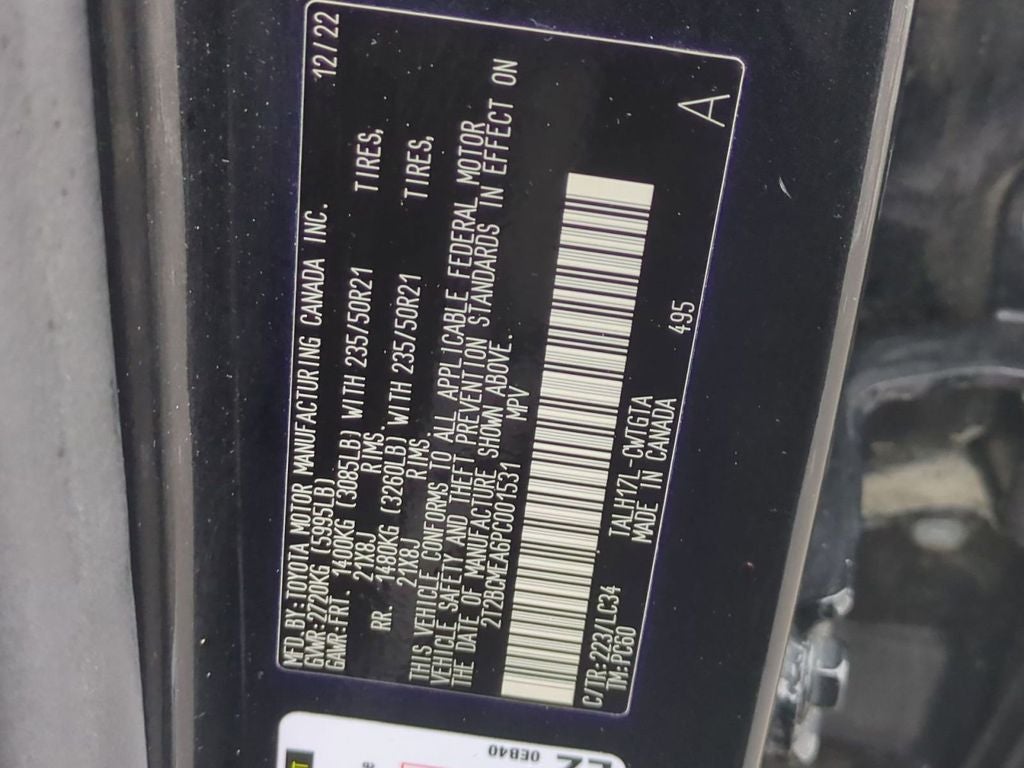 MFD.BY:TOYOTA MOTOR MANUFACTURING CANADA INC. 12/22
GVWR-2720KG (5995LB)
GAWR-FRT. 1400KG (3085LB) WITH 235/50R21 TIRES,
21X8J RIMS.
RR. 1480KG (3260LB) WITH 235/50R21 TIRES,
21X8J RIMS.
THIS VEHICLE CONFORMS TO ALL APPLICABLE FEDERAL MOTOR
VEHICLE SAFETY AND THEFT PREVENTION STANDARDS IN EFFECT ON
THE DATE OF MANUFACTURE SHOWN ABOVE.
2T2BCMEAGPC001531 MPV
C/TR:223/LC34 TALH17L-CWTGTA 495 A
TM-PC60 MADE IN CANADA
0EB40